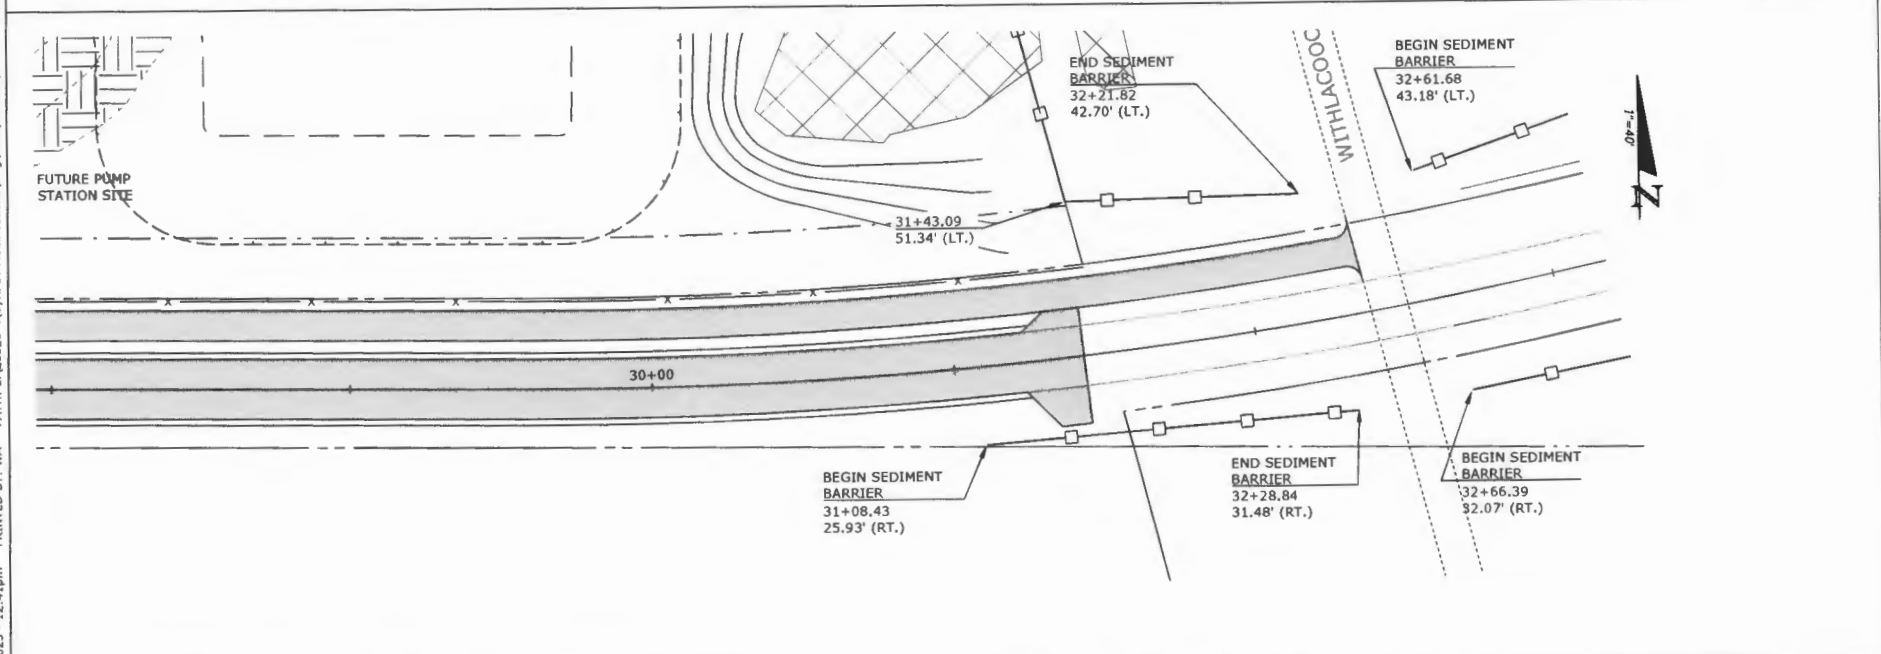 FUTURE PUMP
STATION SITE
END SEDIMENT
BARRIER
32+21.82
42.70' (LT.)
WITHLACOOC
BEGIN SEDIMENT
BARRIER
32+61.68
43.18' (LT.)
1"=40'
N
31+43.09
51.34' (LT.)
30+00
BEGIN SEDIMENT
BARRIER
31+08.43
25.93' (RT.)
END SEDIMENT
BARRIER
32+28.84
31.48' (RT.)
BEGIN SEDIMENT
BARRIER
32+66.39
32.07' (RT.)
12:41pm